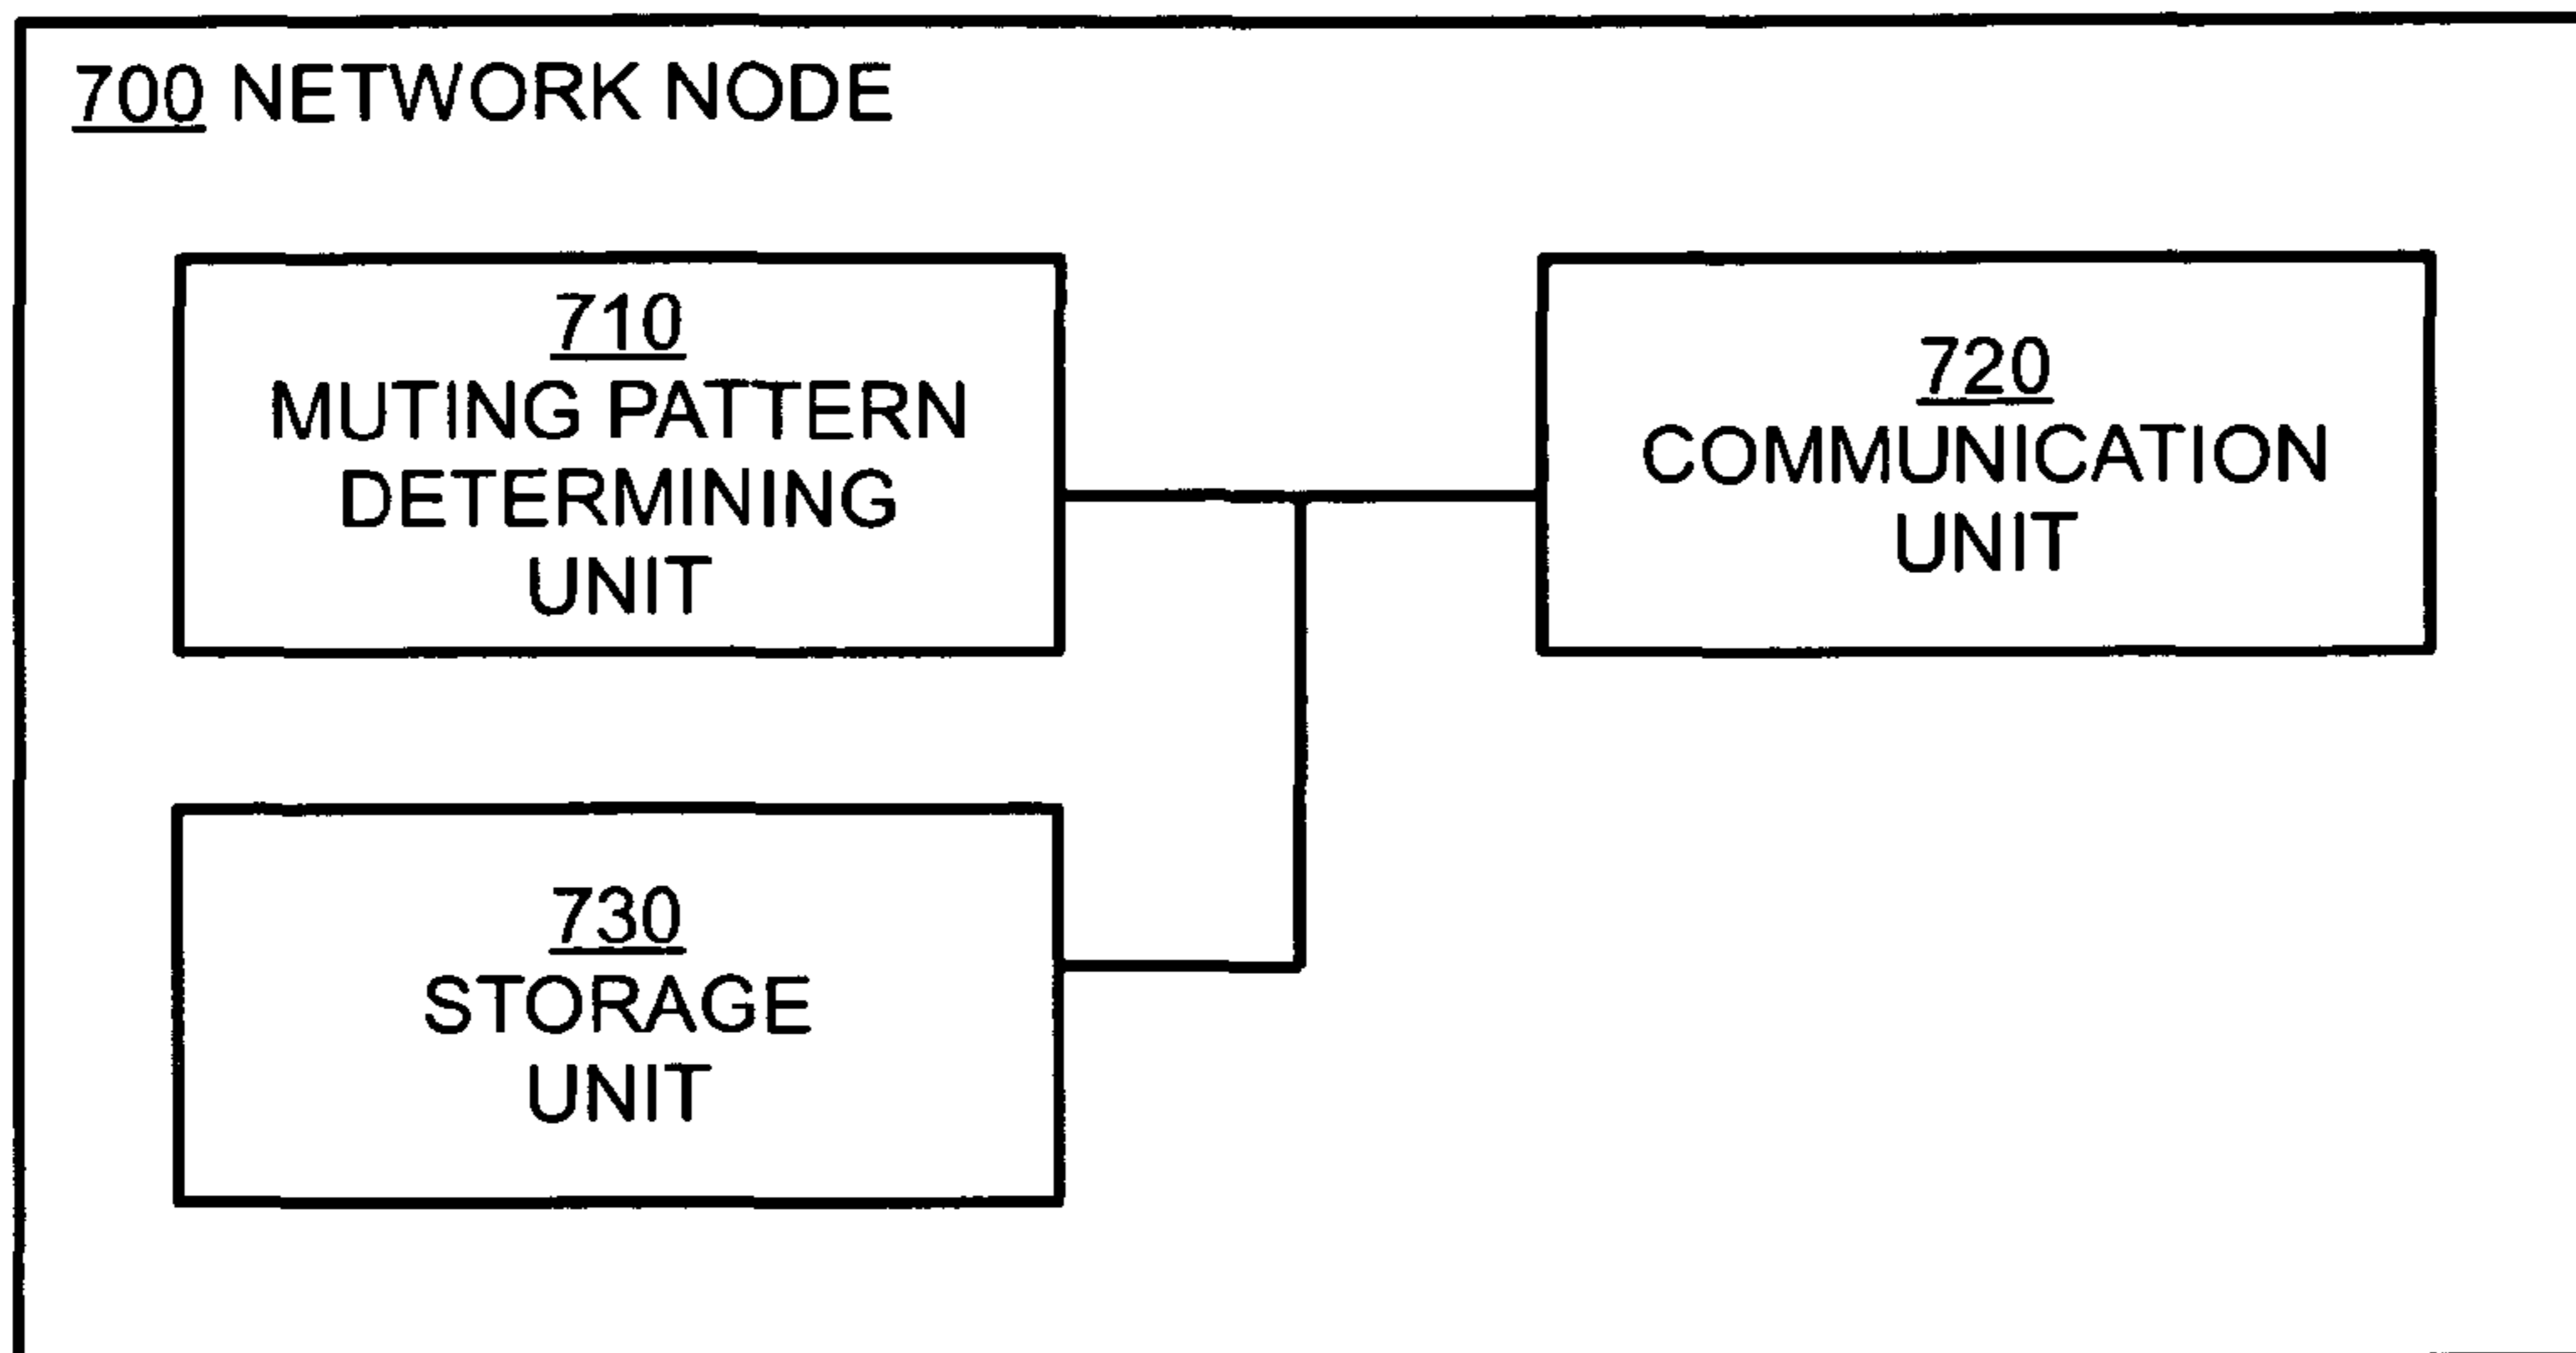 700 NETWORK NODE
710
MUTING PATTERN
DETERMINING
UNIT
720
COMMUNICATION
UNIT
730
STORAGE
UNIT